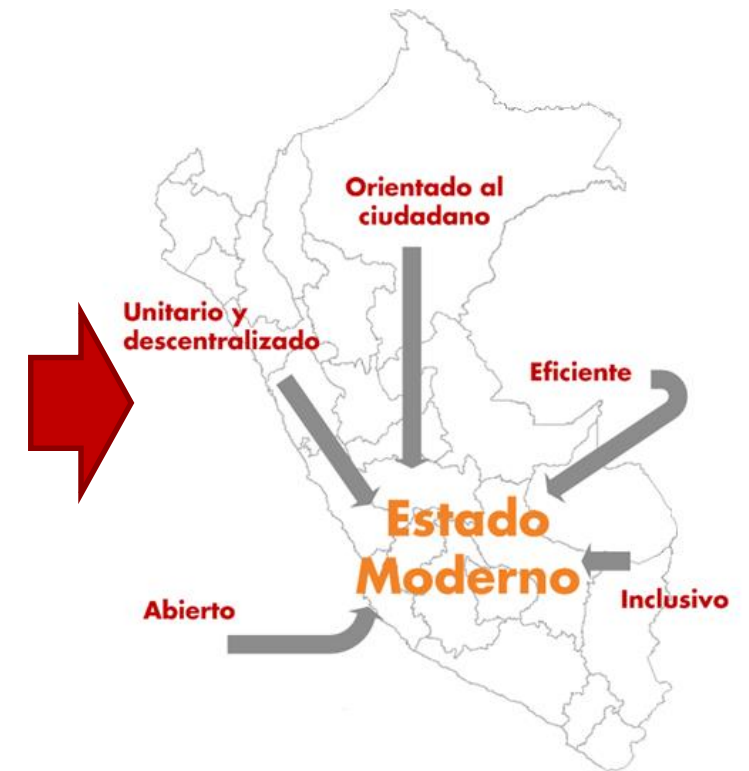 Orientado al
ciudadano
Unitario y
descentralizado
Eficiente
Estado
Moderno
Inclusivo
Abierto